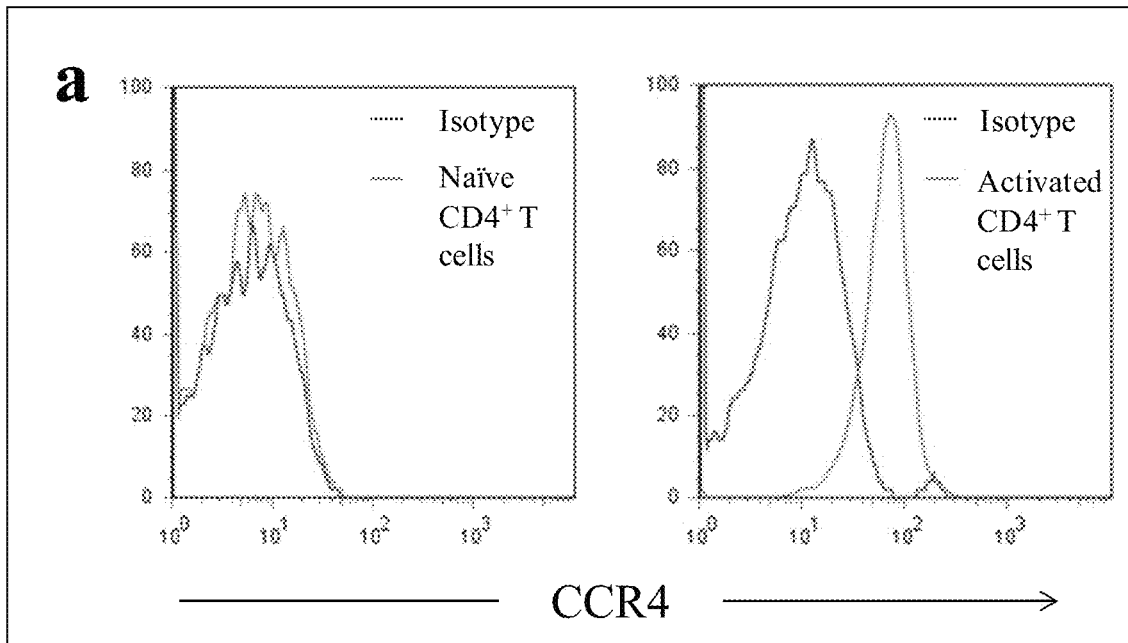 a
100
80
60
40
20
0
10⁰ 10¹ 10² 10³
Isotype
Naïve
CD4⁺ T
cells
100
80
60
40
20
0
10⁰ 10¹ 10² 10³
Isotype
Activated
CD4⁺ T
cells
CCR4